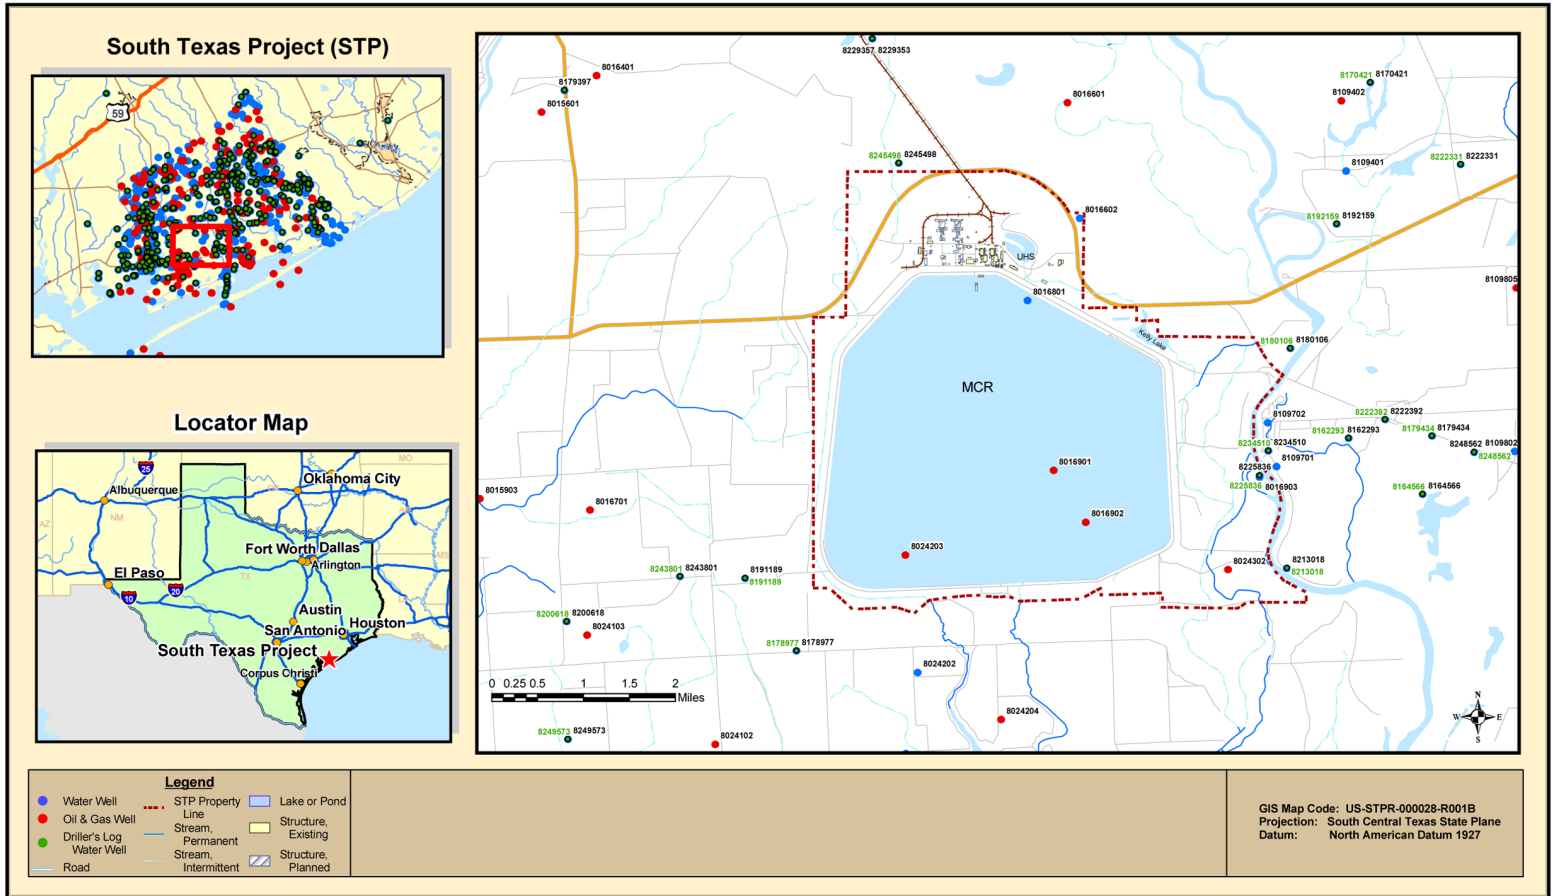 South Texas Project (STP)
59
Locator Map
25
MO
Albuquerque
Oklahoma City
OK
AR
AZ
NM
Fort Worth
Dallas
Arlington
MS
TX
El Paso
10
20
Austin
San Antonio
Houston
South Texas Project
Corpus Christi
8229357 8229353
8016401
8179397
8015601
8016601
8170421 8170421
8109402
8245498 8245498
8109401
8222331 8222331
8016602
8192159 8192159
UHS
8016801
8109805
Kelly Lake
8180106 8180106
MCR
8109702
8222392 8222392
8162293 8162293
8179434 8179434
8234510 8234510
8248562 8109802
8248562
8109701
8225836
8225836 8016903
8016901
8164566 8164566
8015903
8016701
8016902
8024203
8243801 8243801
8191189
8191189
8213018
8213018
8024302
8200618 8200618
8024103
8178977 8178977
8024202
0 0.25 0.5 1 1.5 2
Miles
8024204
8249573 8249573
8024102
N
W E
S
Legend
Water Well
Oil & Gas Well
Driller's Log
Water Well
Road
STP Property
Line
Stream,
Permanent
Stream,
Intermittent
Lake or Pond
Structure,
Existing
Structure,
Planned
GIS Map Code: US-STPR-000028-R001B
Projection: South Central Texas State Plane
Datum: North American Datum 1927